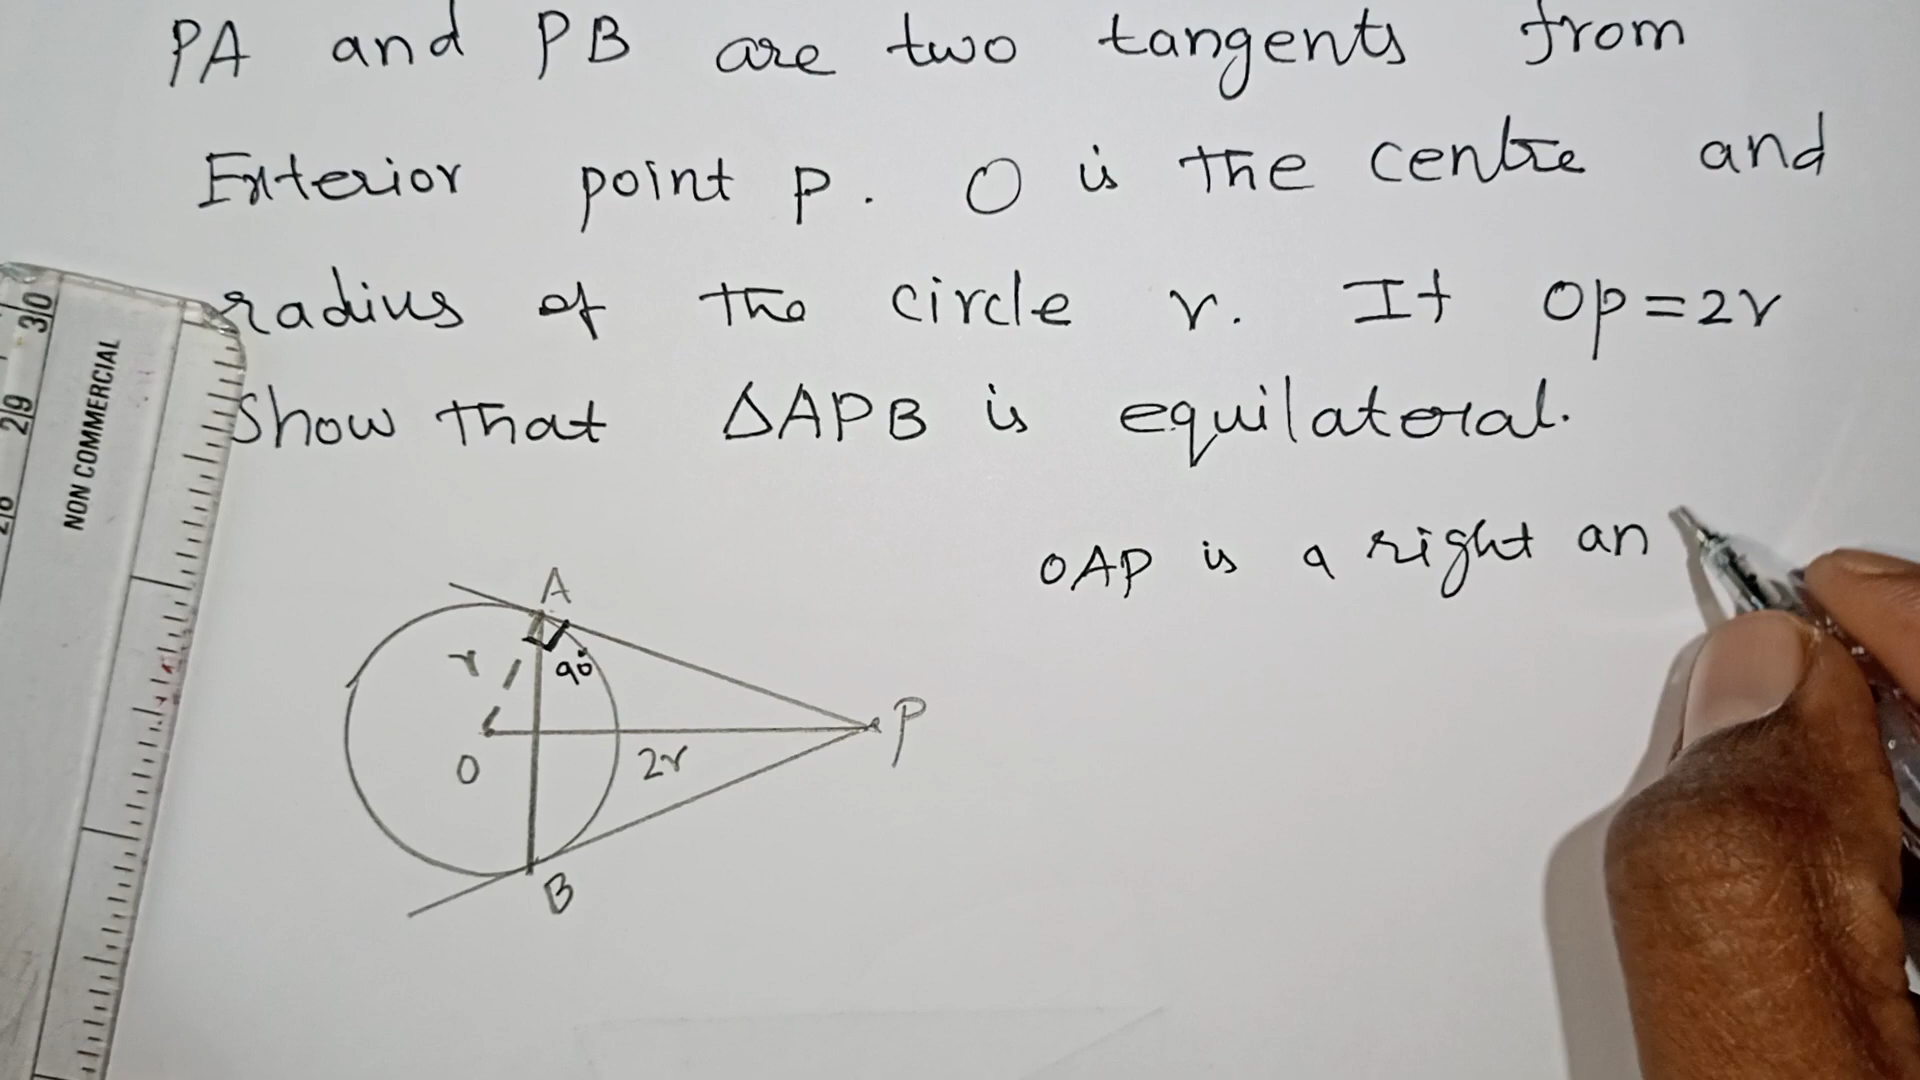 PA and PB are two tangents from
Exterior point P. O is the centre and
radius of the circle r. If OP=2r
Show that ΔAPB is equilateral.
OAP is a right an
A
r
90°
P
O
2r
B
30
29
NON COMMERCIAL